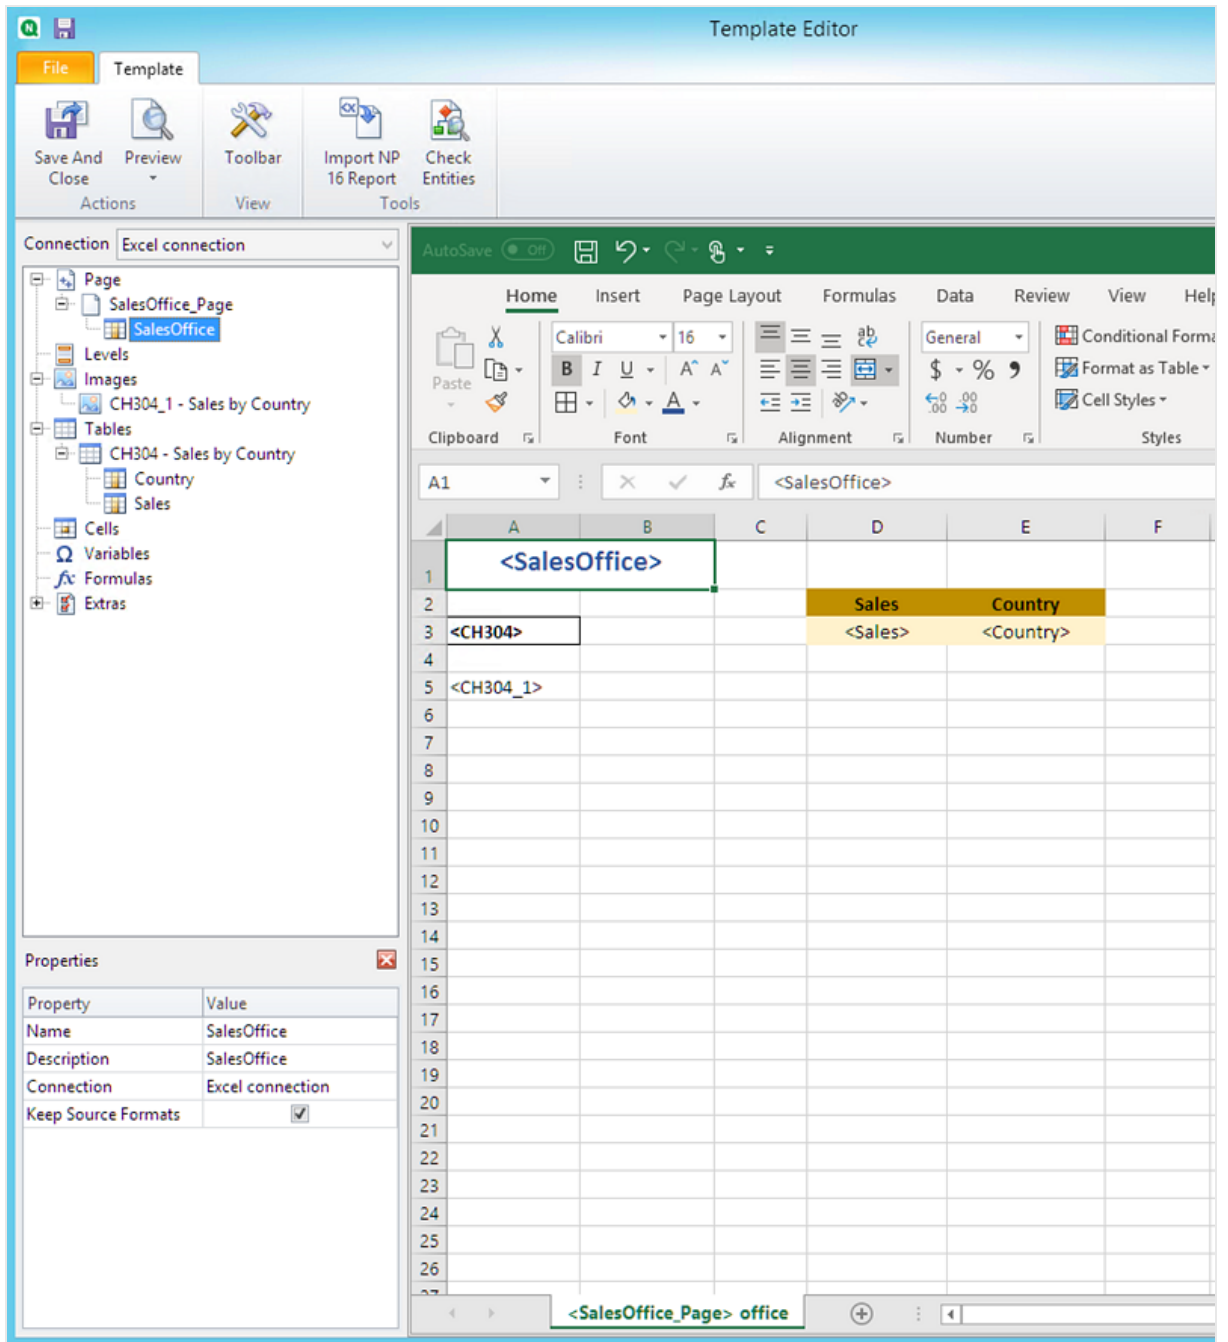 Template Editor
File Template
Save And Close Preview Toolbar Import NP 16 Report Check Entities
Actions View Tools
Connection Excel connection
Page
SalesOffice_Page
SalesOffice
Levels
Images
CH304_1 - Sales by Country
Tables
CH304 - Sales by Country
Country
Sales
Cells
Variables
Formulas
Extras
Properties
Property Value
Name SalesOffice
Description SalesOffice
Connection Excel connection
Keep Source Formats
AutoSave Off
Home Insert Page Layout Formulas Data Review View Help
Calibri 16 ab General Conditional Forma
Paste B I U A A $ % Format as Table
A Cell Styles
Clipboard Font Alignment Number Styles
A1 fx <SalesOffice>
A B C D E F
1 <SalesOffice>
2 Sales Country
3 <CH304> <Sales> <Country>
4
5 <CH304_1>
6
7
8
9
10
11
12
13
14
15
16
17
18
19
20
21
22
23
24
25
26
<SalesOffice_Page> office